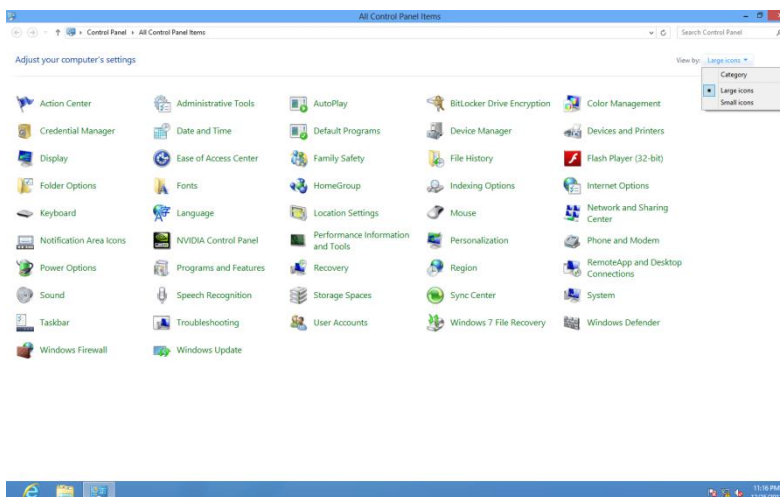 All Control Panel Items
Control Panel
All Control Panel Items
Search Control Panel
Adjust your computer's settings
View by:
Large icons
Category
Large icons
Small icons
Action Center
Administrative Tools
AutoPlay
BitLocker Drive Encryption
Color Management
Credential Manager
Date and Time
Default Programs
Device Manager
Devices and Printers
Display
Ease of Access Center
Family Safety
File History
Flash Player (32-bit)
Folder Options
Fonts
HomeGroup
Indexing Options
Internet Options
Keyboard
Language
Location Settings
Mouse
Network and Sharing
Center
Notification Area Icons
NVIDIA Control Panel
Performance Information
and Tools
Personalization
Phone and Modem
Power Options
Programs and Features
Recovery
Region
RemoteApp and Desktop
Connections
Sound
Speech Recognition
Storage Spaces
Sync Center
System
Taskbar
Troubleshooting
User Accounts
Windows 7 File Recovery
Windows Defender
Windows Firewall
Windows Update
11:16 PM